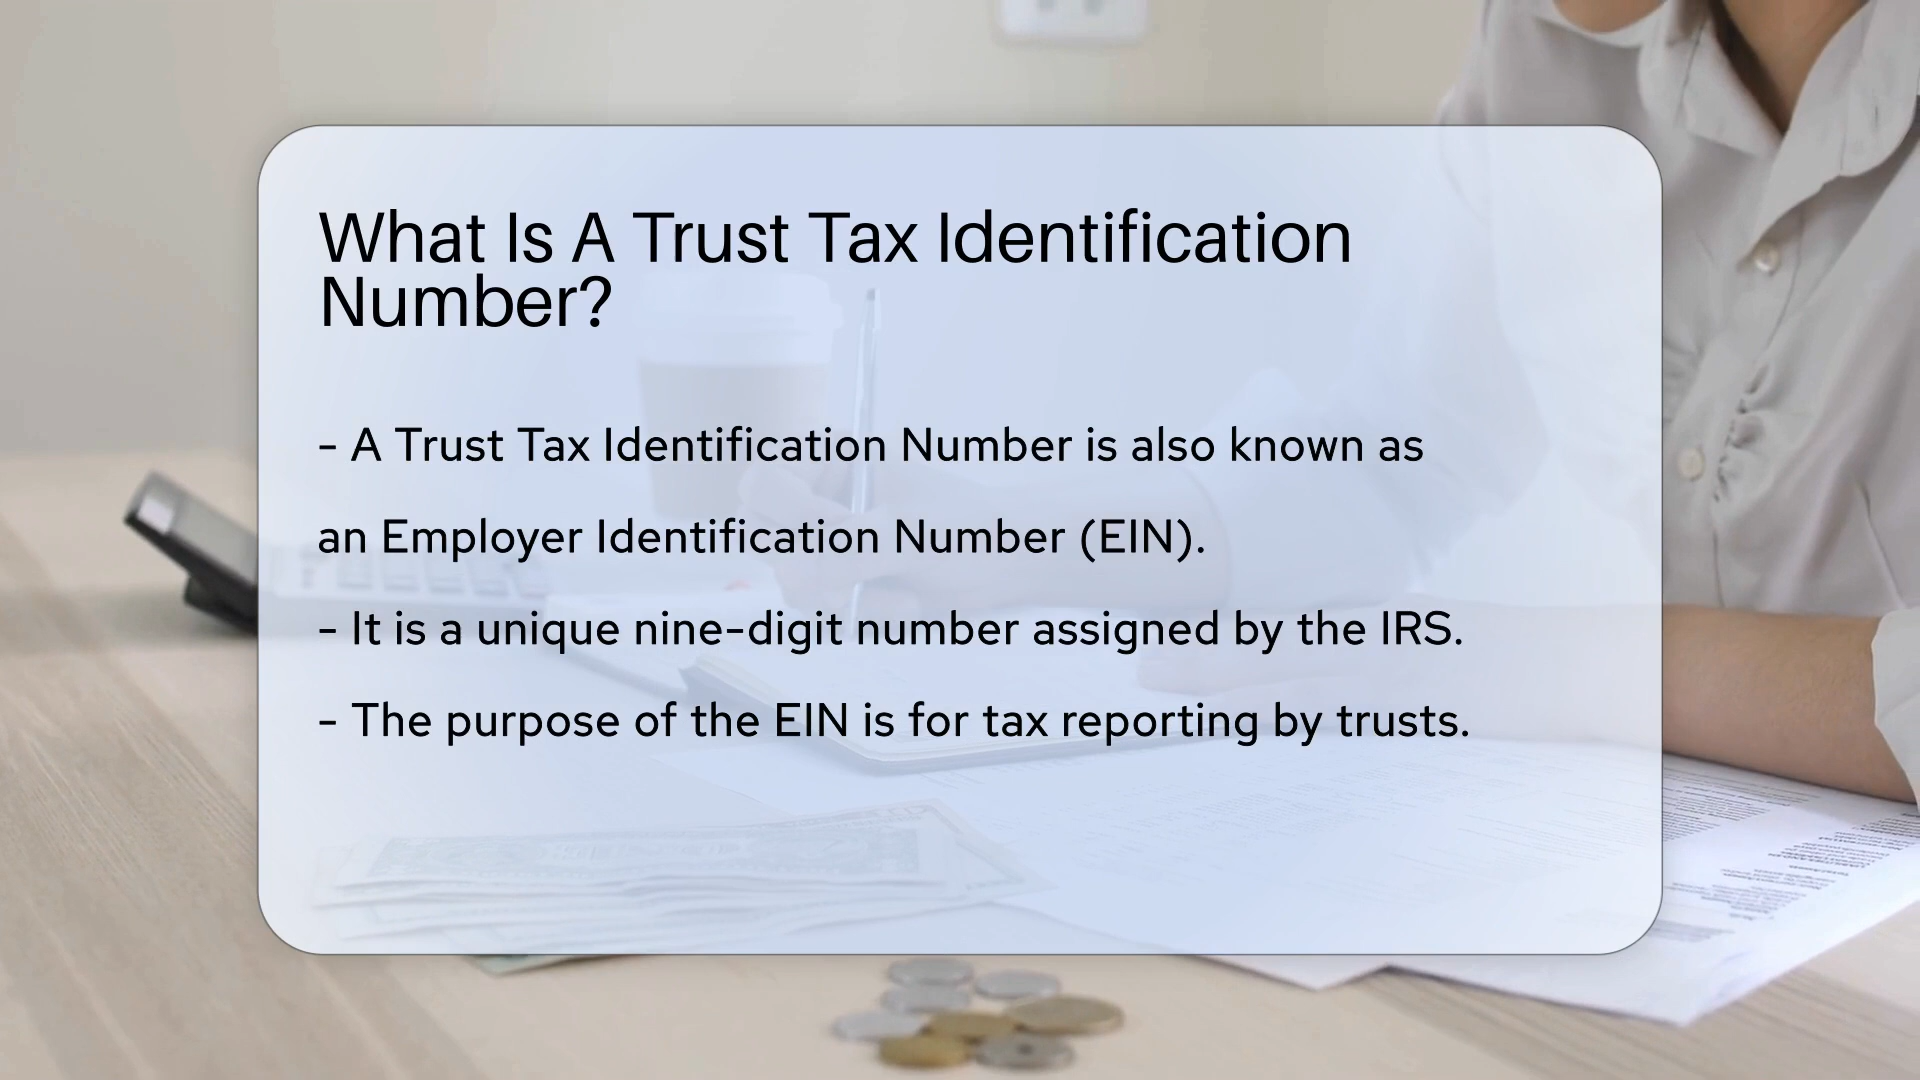 What Is A Trust Tax Identification
Number?
- A Trust Tax Identification Number is also known as
an Employer Identification Number (EIN).
- It is a unique nine-digit number assigned by the IRS.
- The purpose of the EIN is for tax reporting by trusts.